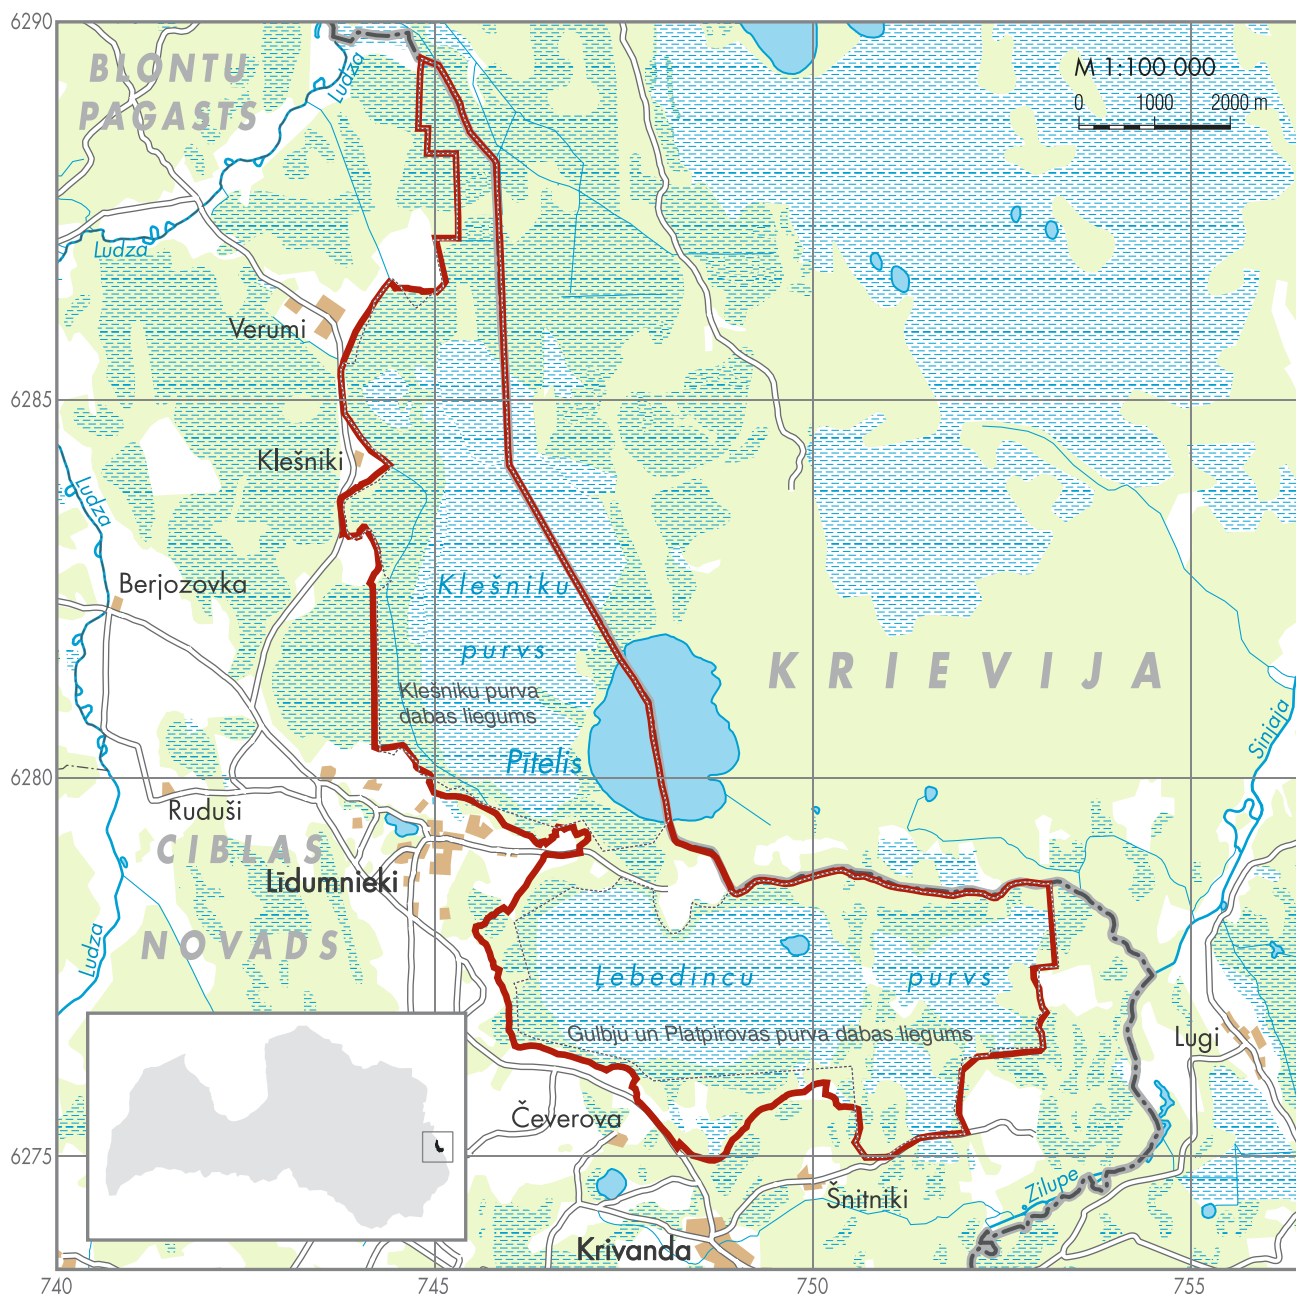 6290
BLONTU
PAGASTS
Ludza
M 1:100 000
0 1000 2000 m
Ludza
Verumi
6285
Klešniki
Ludza
Berjozovka
Klešniku
purvs
KRIEVIJA
Klešniku purva
dabas liegums
Pitelis
Siniaja
6280
Ruduši
CIBLAS
Līdumnieki
NOVADS
Ludza
Ļebedincu purvs
Gulbju un Platpirovas purva dabas liegums
Lugi
Čeverova
6275
Šnitniki
Zilupe
Krivanda
740 745 750 755